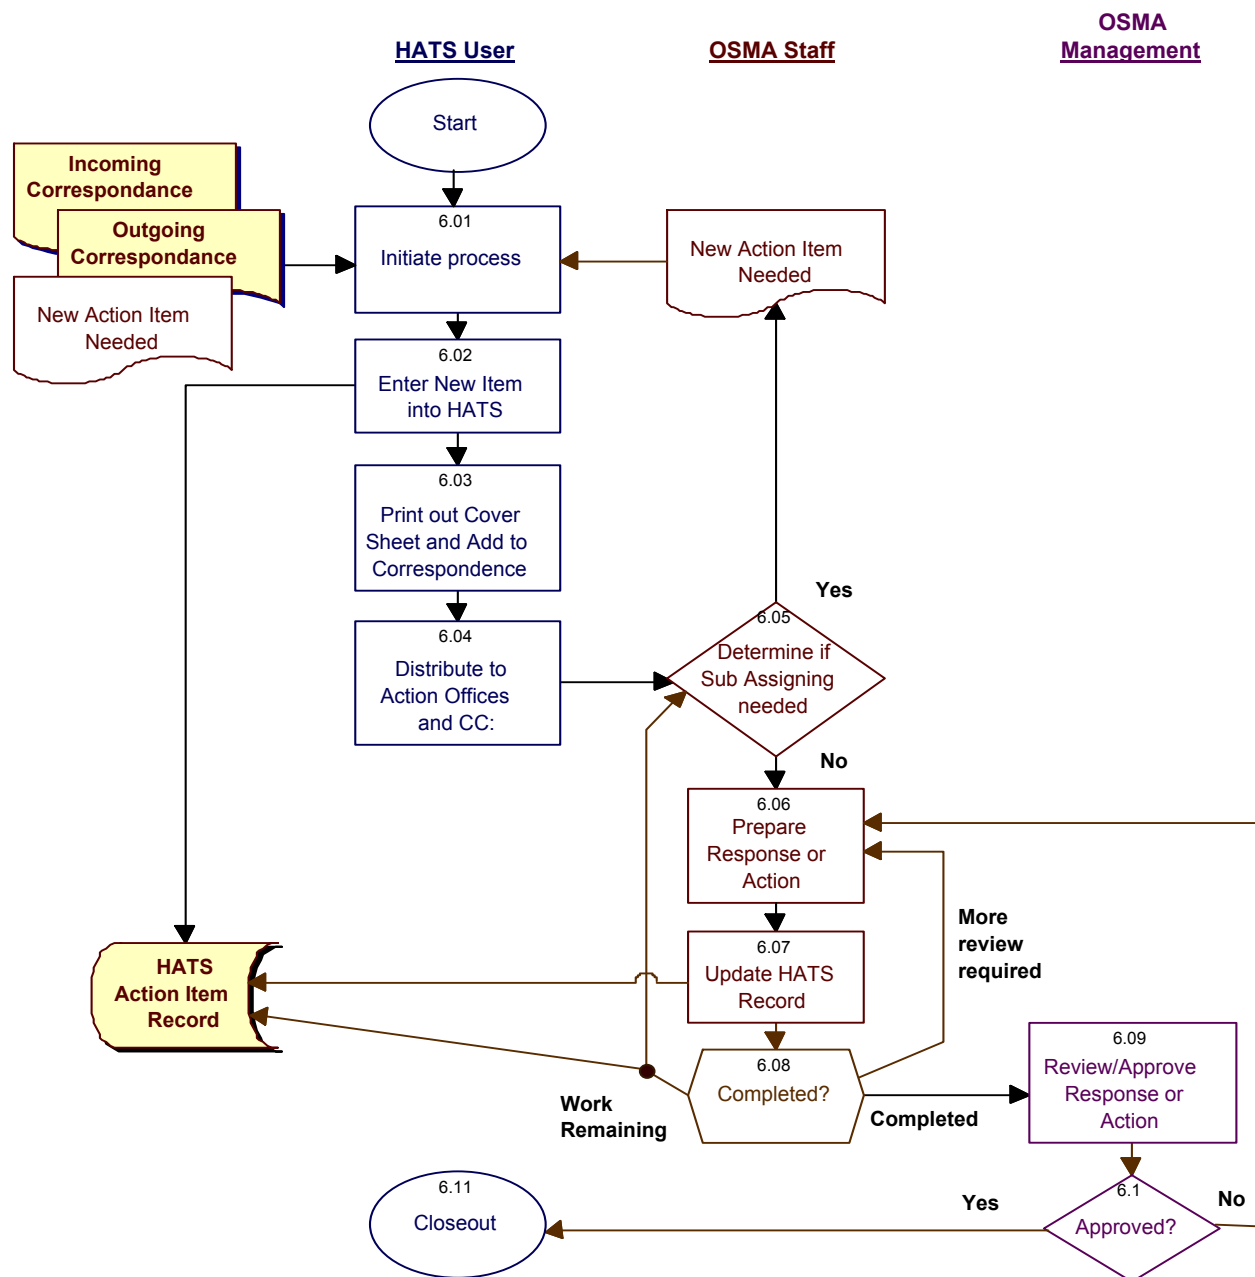 HATS User
OSMA Staff
OSMA
Management
Start
Incoming
Correspondance
Outgoing
Correspondance
New Action Item
Needed
6.01
Initiate process
New Action Item
Needed
6.02
Enter New Item
into HATS
6.03
Print out Cover
Sheet and Add to
Correspondence
6.04
Distribute to
Action Offices
and CC:
Yes
6.05
Determine if
Sub Assigning
needed
No
6.06
Prepare
Response or
Action
More
review
required
6.07
Update HATS
Record
HATS
Action Item
Record
6.08
Completed?
Work
Remaining
Completed
6.09
Review/Approve
Response or
Action
6.1
Approved?
Yes
No
6.11
Closeout